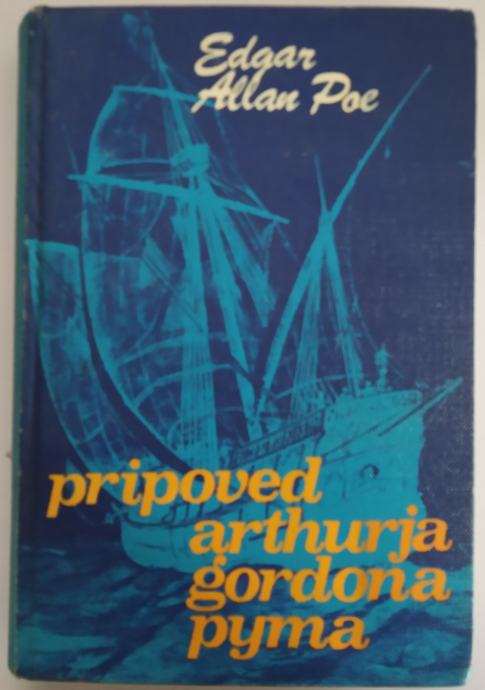 Edgar
Allan Poe
pripoved
arthurja
gordona
pyma